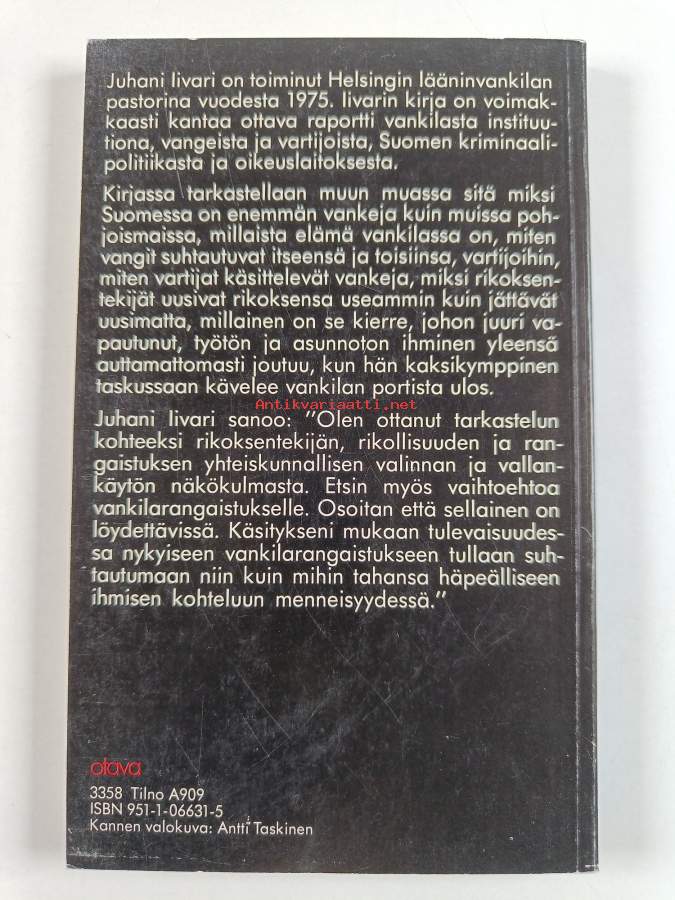 Juhani Iivari on toiminut Helsingin lääninvankilan
pastorina vuodesta 1975. Iivarin kirja on voimak-
kaasti kantaa ottava raportti vankilasta instituu-
tiona, vangeista ja vartijoista, Suomen kriminaali-
politiikasta ja oikeuslaitoksesta.
Kirjassa tarkastellaan muun muassa sitä miksi
Suomessa on enemmän vankeja kuin muissa poh-
joismaissa, millaista elämä vankilassa on, miten
vangit suhtautuvat itseensä ja toisiinsa, vartijoihin,
miten vartijat käsittelevät vankeja, miksi rikoksen-
tekijät uusivat rikoksensa useammin kuin jättävät
uusimatta, millainen on se kierre, johon juuri va-
pautunut, työtön ja asunnoton ihminen yleensä
auttamattomasti joutuu, kun hän kaksikymppinen
taskussaan kävelee vankilan portista ulos.
Antikvariaatti.net
Juhani Iivari sanoo: "Olen ottanut tarkastelun
kohteeksi rikoksentekijän, rikollisuuden ja ran-
gaistuksen yhteiskunnallisen valinnan ja vallan-
käytön näkökulmasta. Etsin myös vaihtoehtoa
vankilarangaistukselle. Osoitan että sellainen on
löydettävissä. Käsitykseni mukaan tulevaisuudes-
sa nykyiseen vankilarangaistukseen tullaan suh-
tautumaan niin kuin mihin tahansa häpeälliseen
ihmisen kohteluun menneisyydessä."
otava
3358 Tilno A909
ISBN 951-1-06631-5
Kannen valokuva: Antti Taskinen